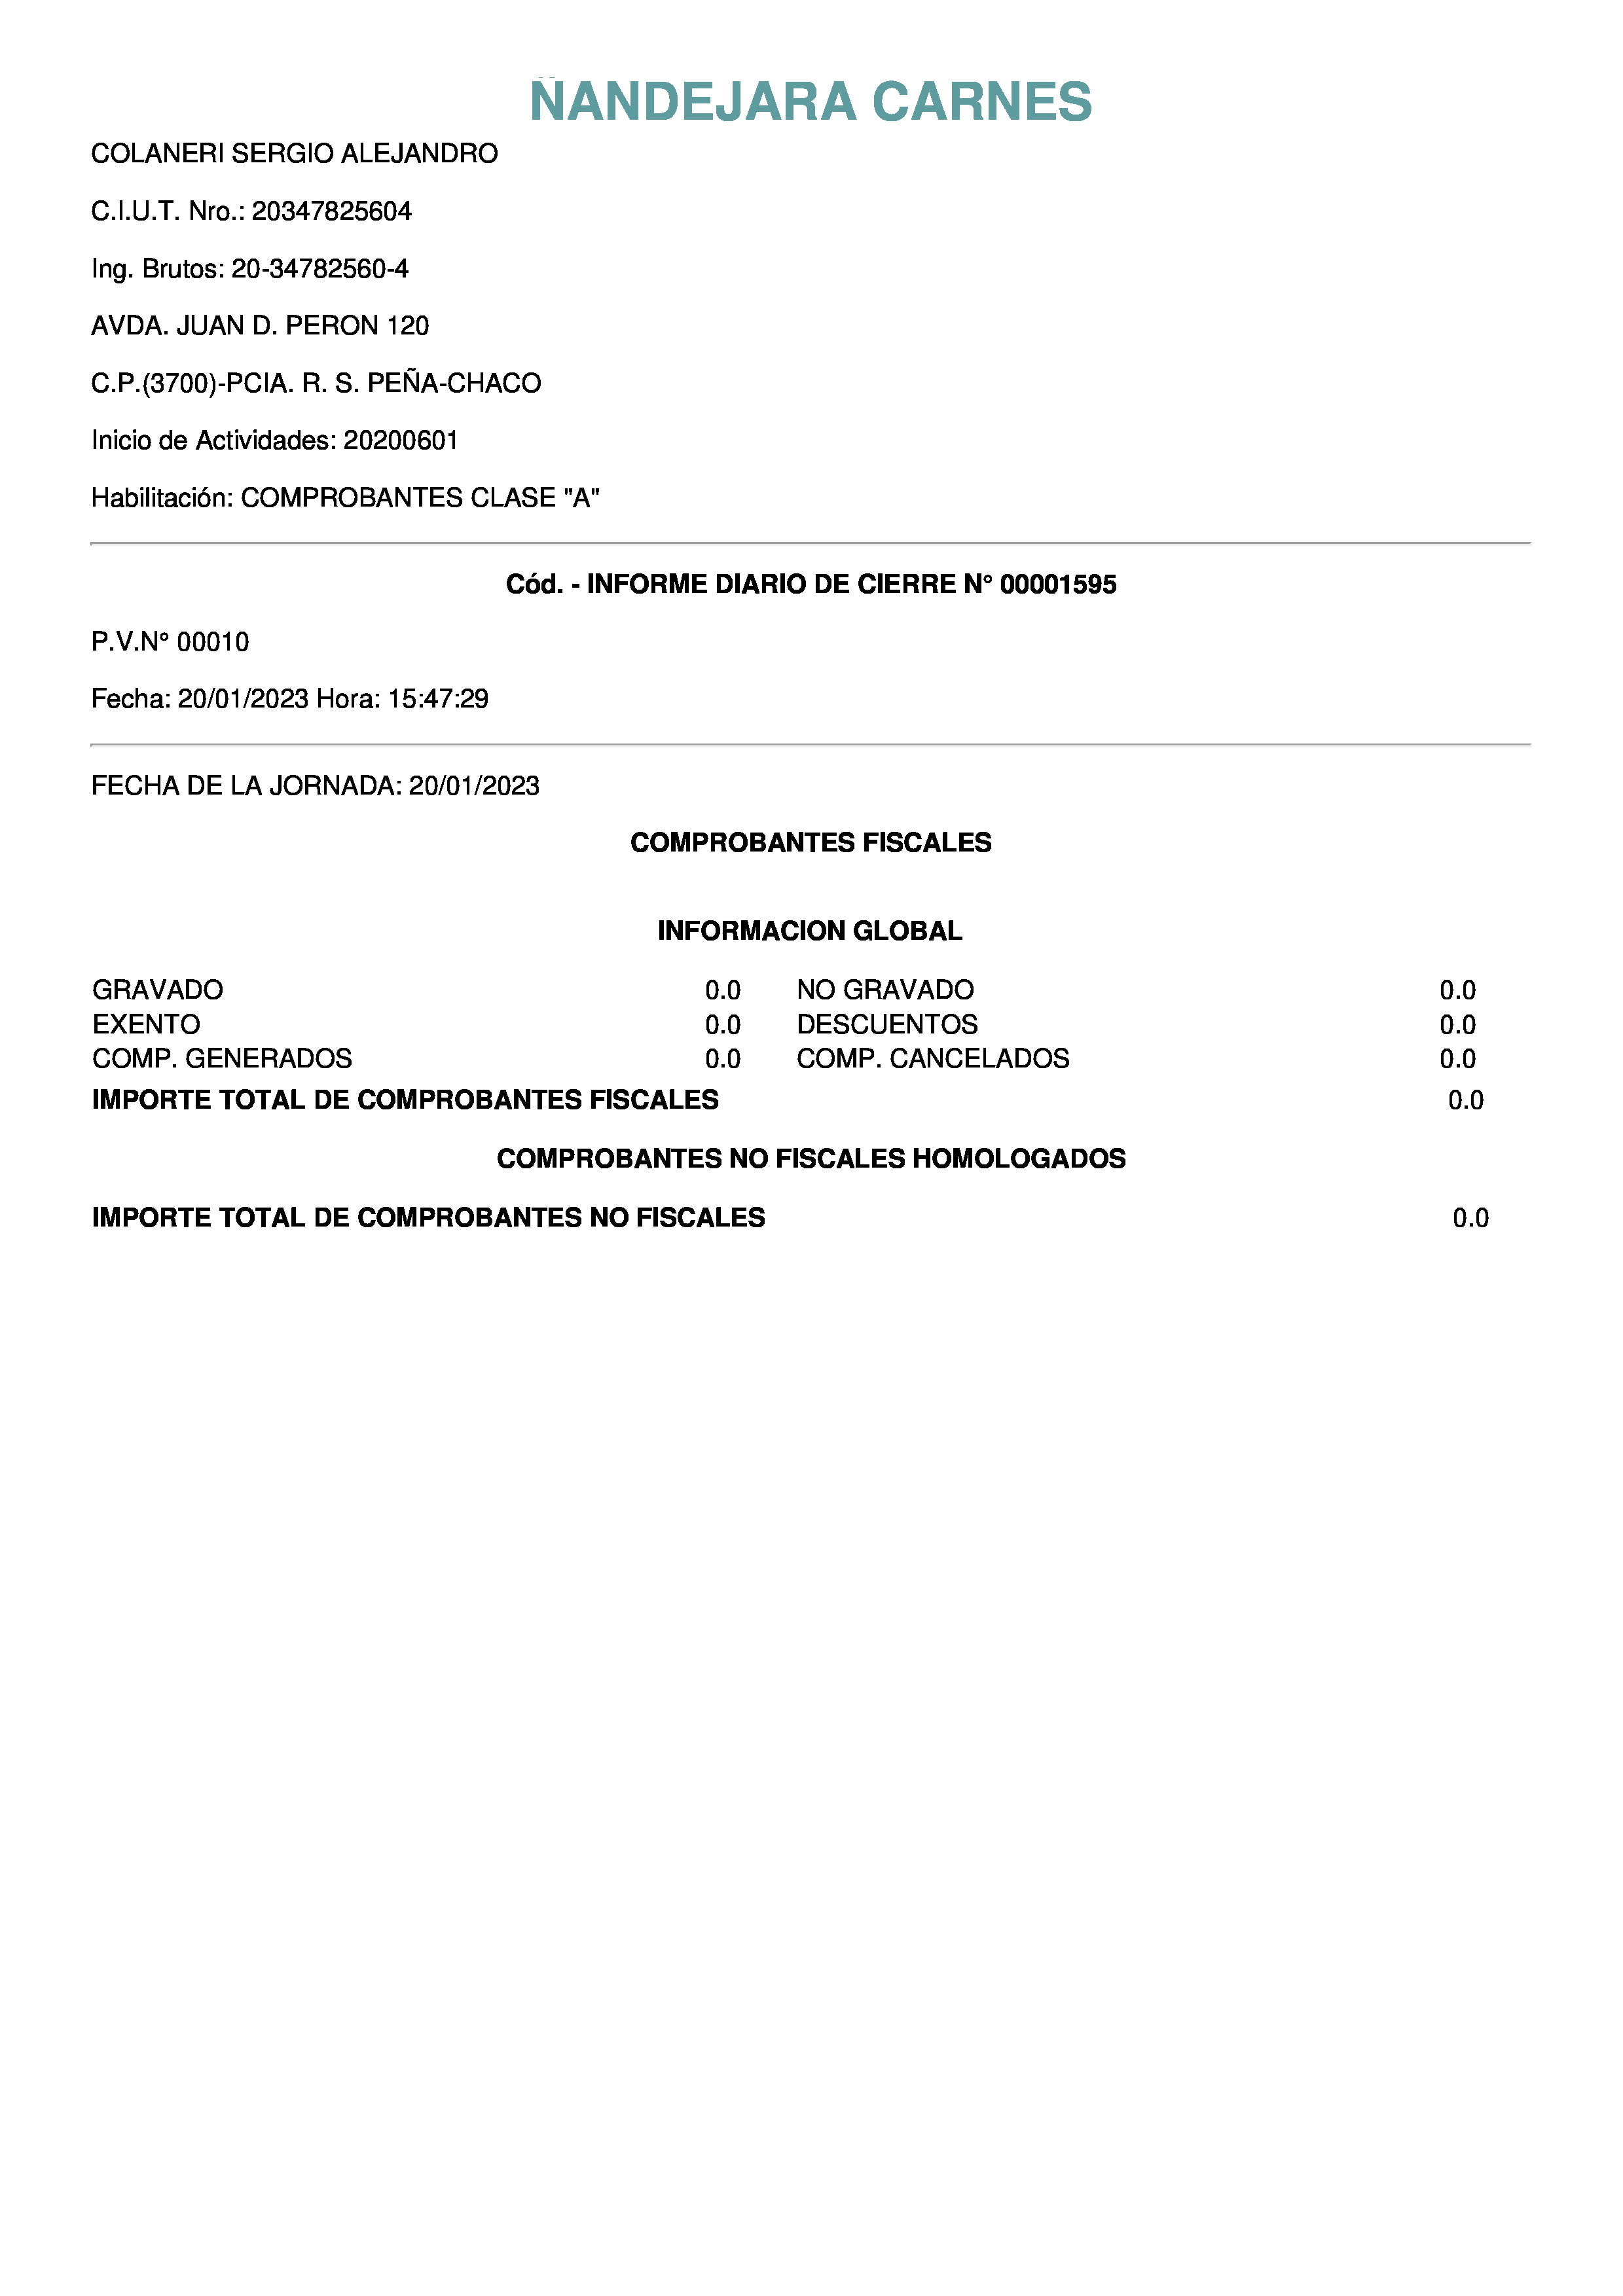 ÑANDEJARA CARNES
COLANERI SERGIO ALEJANDRO
C.I.U.T. Nro.: 20347825604
Ing. Brutos: 20-34782560-4
AVDA. JUAN D. PERON 120
C.P.(3700)-PCIA. R. S. PEÑA-CHACO
Inicio de Actividades: 20200601
Habilitación: COMPROBANTES CLASE "A"
Cód. - INFORME DIARIO DE CIERRE N° 00001595
P.V.N° 00010
Fecha: 20/01/2023 Hora: 15:47:29
FECHA DE LA JORNADA: 20/01/2023
COMPROBANTES FISCALES
INFORMACION GLOBAL
GRAVADO 0.0 NO GRAVADO 0.0
EXENTO 0.0 DESCUENTOS 0.0
COMP. GENERADOS 0.0 COMP. CANCELADOS 0.0
IMPORTE TOTAL DE COMPROBANTES FISCALES 0.0
COMPROBANTES NO FISCALES HOMOLOGADOS
IMPORTE TOTAL DE COMPROBANTES NO FISCALES 0.0